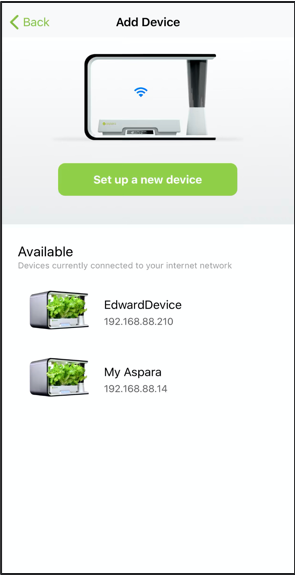 Back
Add Device
Set up a new device
Available
Devices currently connected to your internet network
EdwardDevice
192.168.88.210
My Aspara
192.168.88.14